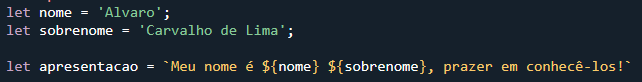 let nome = 'Alvaro';
let sobrenome = 'Carvalho de Lima';
let apresentacao = `Meu nome é ${nome} ${sobrenome}, prazer em conhecê-los!`